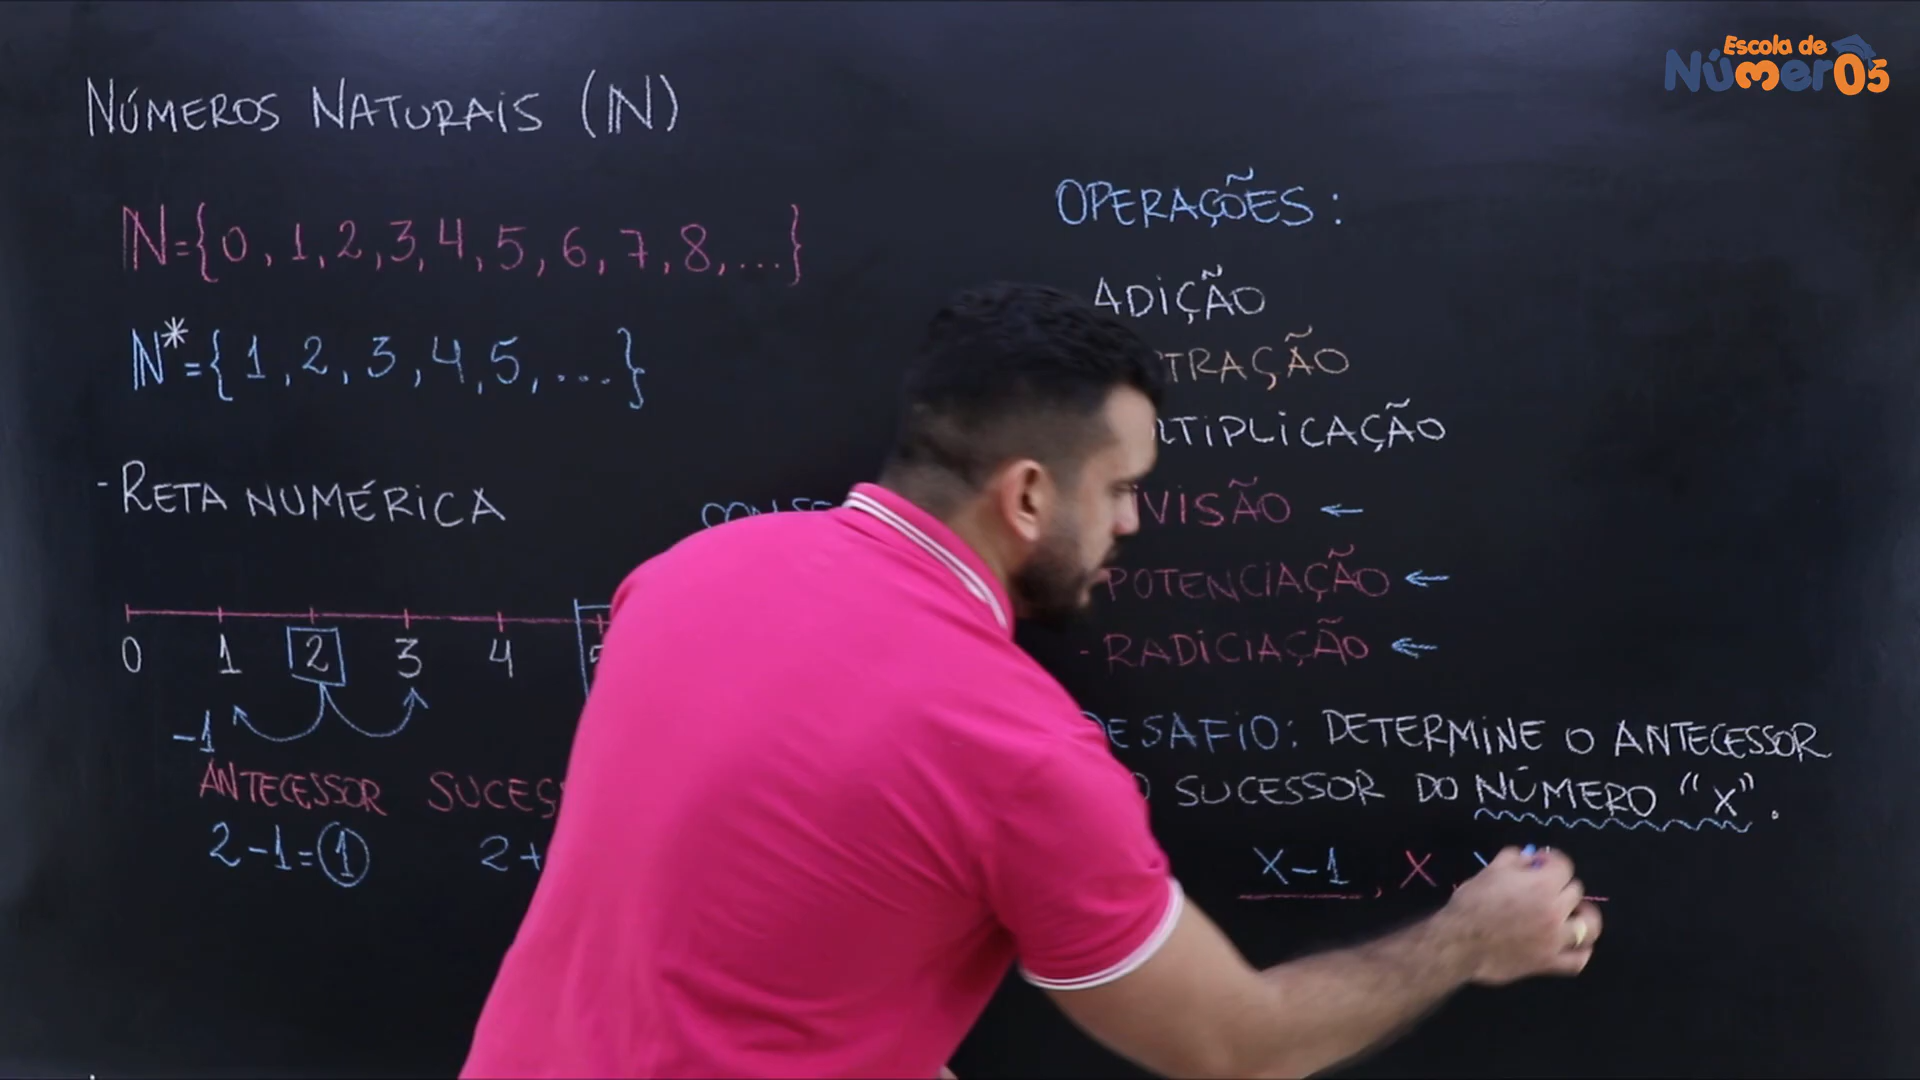 Escola de
Número5
NÚMEROS NATURAIS (ℕ)
ℕ={0, 1, 2, 3, 4, 5, 6, 7, 8, ...}
ℕ*={1, 2, 3, 4, 5, ...}
- RETA NUMÉRICA
0 1 2 3 4
-1
ANTECESSOR
2-1=1
2+
OPERAÇÕES:
ADIÇÃO
TRAÇÃO
TIPLICAÇÃO
VISÃO ←
POTENCIAÇÃO ←
- RADICIAÇÃO ←
ESAFIO: DETERMINE O ANTECESSOR
O SUCESSOR DO NÚMERO "X".
X-1, X